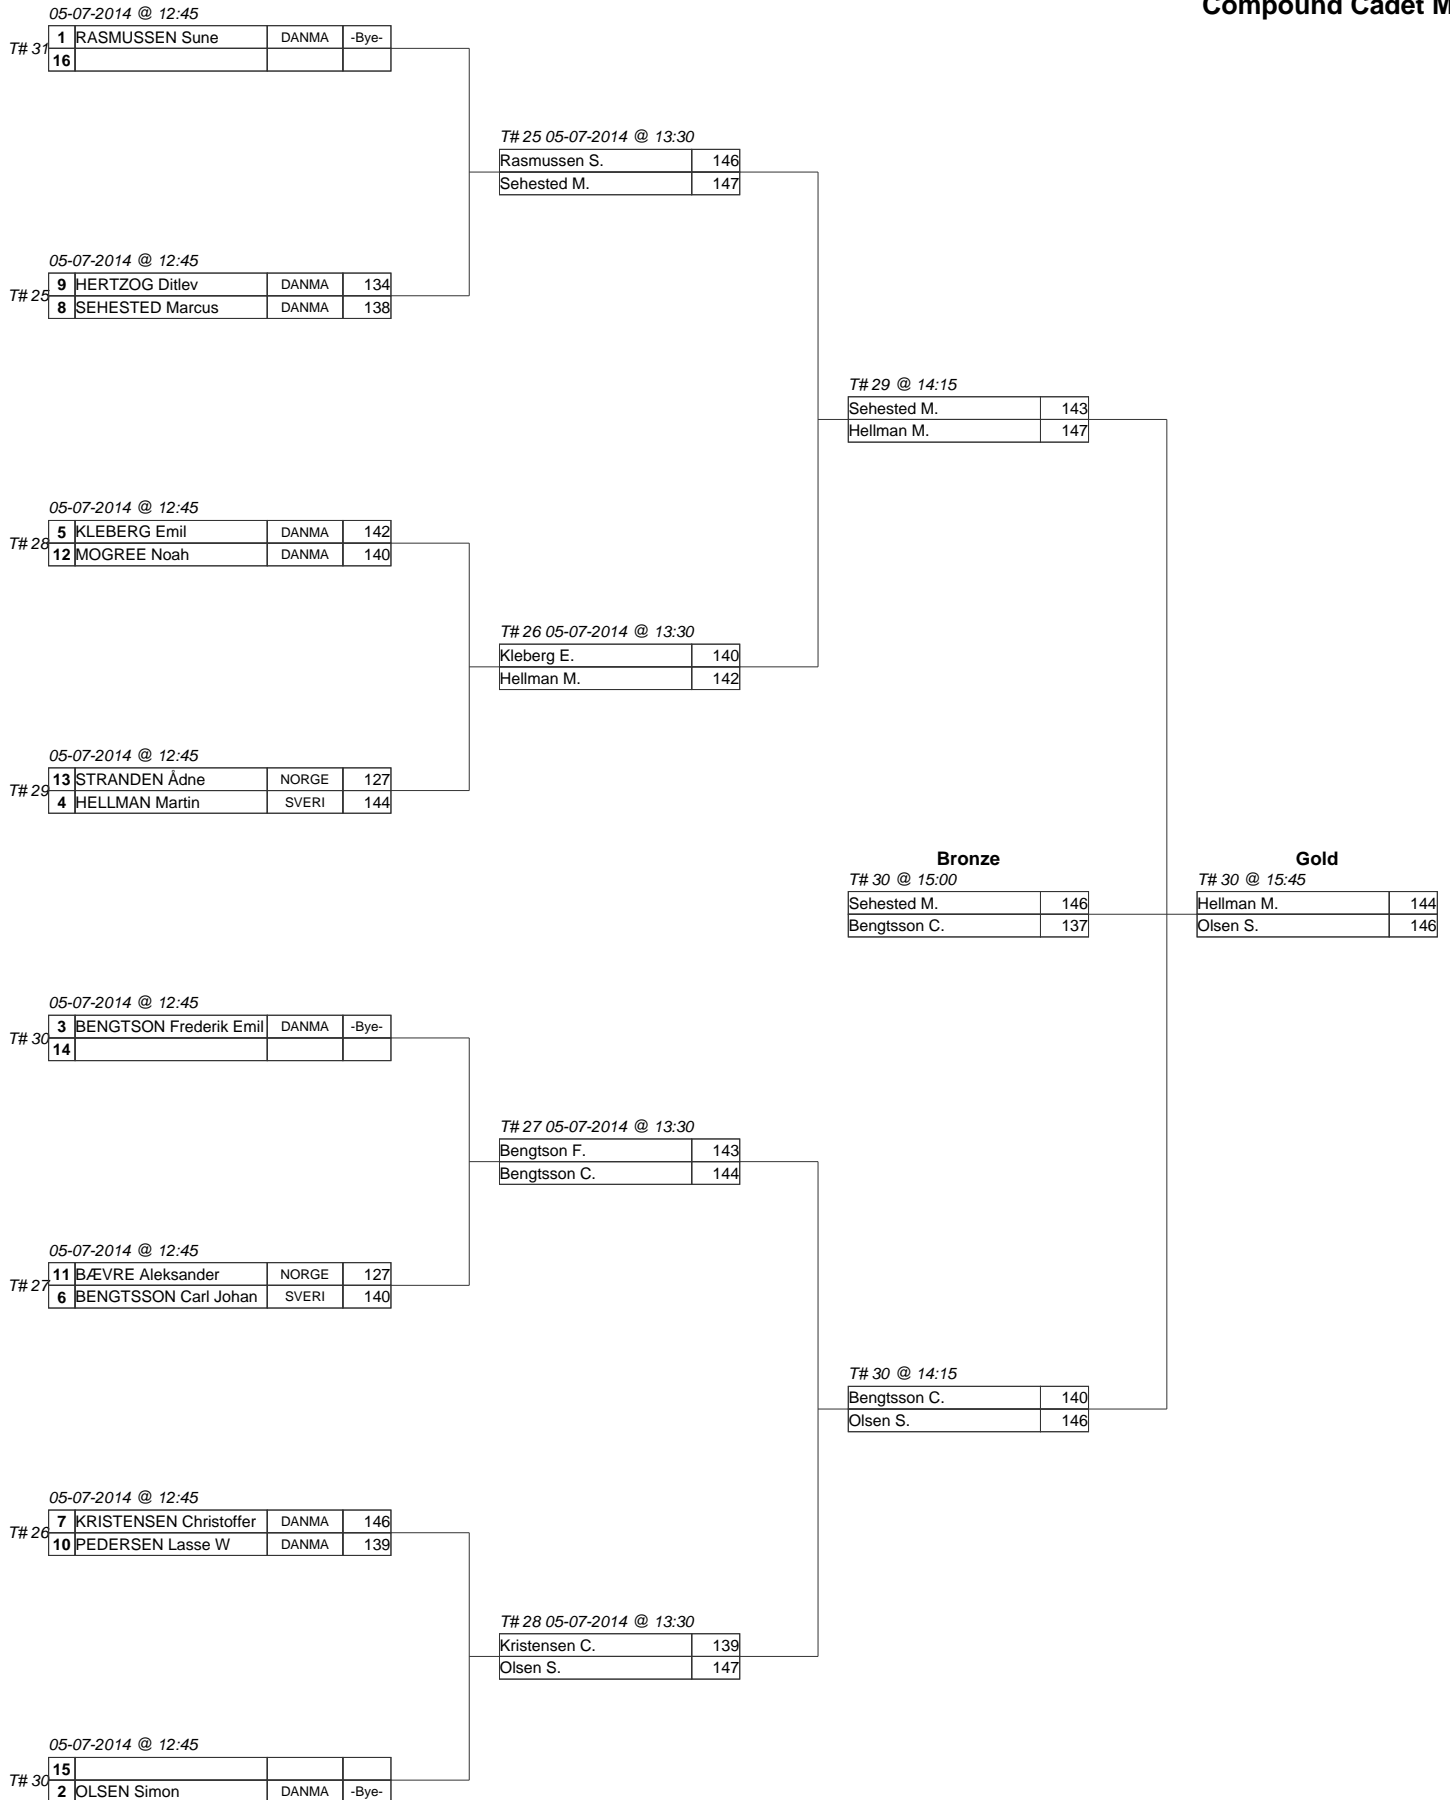 Compound Cadet M
05-07-2014 @ 12:45
T# 31
1 RASMUSSEN Sune DANMA -Bye-
16
T# 25 05-07-2014 @ 13:30
Rasmussen S. 146
Sehested M. 147
05-07-2014 @ 12:45
T# 25
9 HERTZOG Ditlev DANMA 134
8 SEHESTED Marcus DANMA 138
T# 29 @ 14:15
Sehested M. 143
Hellman M. 147
05-07-2014 @ 12:45
T# 28
5 KLEBERG Emil DANMA 142
12 MOGREE Noah DANMA 140
T# 26 05-07-2014 @ 13:30
Kleberg E. 140
Hellman M. 142
05-07-2014 @ 12:45
T# 29
13 STRANDEN Ådne NORGE 127
4 HELLMAN Martin SVERI 144
Bronze
T# 30 @ 15:00
Sehested M. 146
Bengtsson C. 137
Gold
T# 30 @ 15:45
Hellman M. 144
Olsen S. 146
05-07-2014 @ 12:45
T# 30
3 BENGTSON Frederik Emil DANMA -Bye-
14
T# 27 05-07-2014 @ 13:30
Bengtson F. 143
Bengtsson C. 144
05-07-2014 @ 12:45
T# 27
11 BÆVRE Aleksander NORGE 127
6 BENGTSSON Carl Johan SVERI 140
T# 30 @ 14:15
Bengtsson C. 140
Olsen S. 146
05-07-2014 @ 12:45
T# 26
7 KRISTENSEN Christoffer DANMA 146
10 PEDERSEN Lasse W DANMA 139
T# 28 05-07-2014 @ 13:30
Kristensen C. 139
Olsen S. 147
05-07-2014 @ 12:45
T# 30
15
2 OLSEN Simon DANMA -Bye-